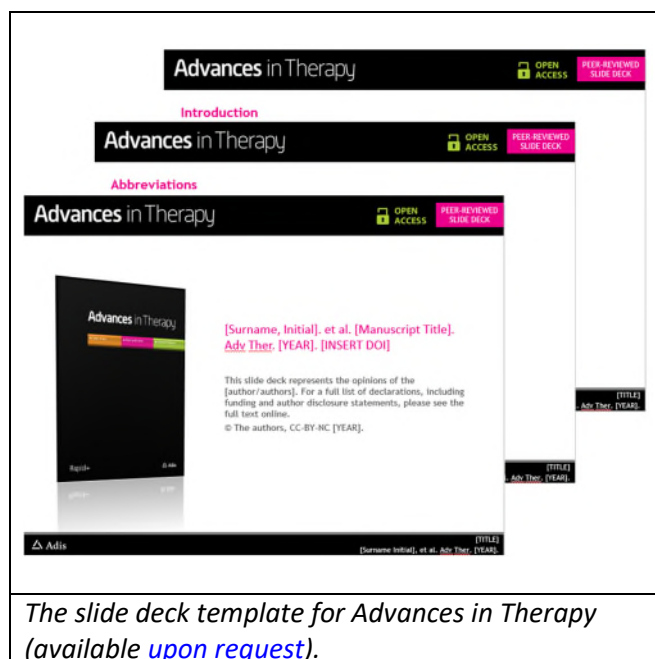 Advances in Therapy
OPEN ACCESS
PEER-REVIEWED
SLIDE DECK
Introduction
Advances in Therapy
OPEN ACCESS
PEER-REVIEWED
SLIDE DECK
Abbreviations
Advances in Therapy
OPEN ACCESS
PEER-REVIEWED
SLIDE DECK
Advances in Therapy
[Surname, Initial]. et al. [Manuscript Title].
Adv Ther. [YEAR]. [INSERT DOI]
This slide deck represents the opinions of the
[author/authors]. For a full list of declarations, including
funding and author disclosure statements, please see the
full text online.
© The authors, CC-BY-NC [YEAR].
Rapid+
Adis
[TITLE]
. Adv Ther. [YEAR].
[TITLE]
. Adv Ther. [YEAR].
Adis
[TITLE]
[Surname Initial], et al. Adv Ther. [YEAR].
The slide deck template for Advances in Therapy
(available upon request).